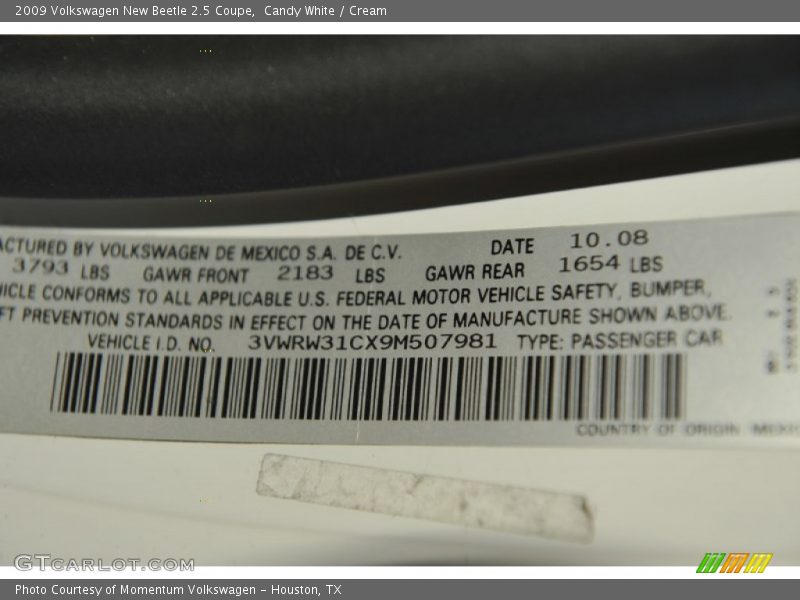 2009 Volkswagen New Beetle 2.5 Coupe, Candy White / Cream
ACTURED BY VOLKSWAGEN DE MEXICO S.A. DE C.V. DATE 10.08
3793 LBS GAWR FRONT 2183 LBS GAWR REAR 1654 LBS
HICLE CONFORMS TO ALL APPLICABLE U.S. FEDERAL MOTOR VEHICLE SAFETY, BUMPER,
FT PREVENTION STANDARDS IN EFFECT ON THE DATE OF MANUFACTURE SHOWN ABOVE.
VEHICLE I.D. NO. 3VWRW31CX9M507981 TYPE: PASSENGER CAR
COUNTRY OF ORIGIN MEXIC
GTCARLOT.COM
Photo Courtesy of Momentum Volkswagen - Houston, TX